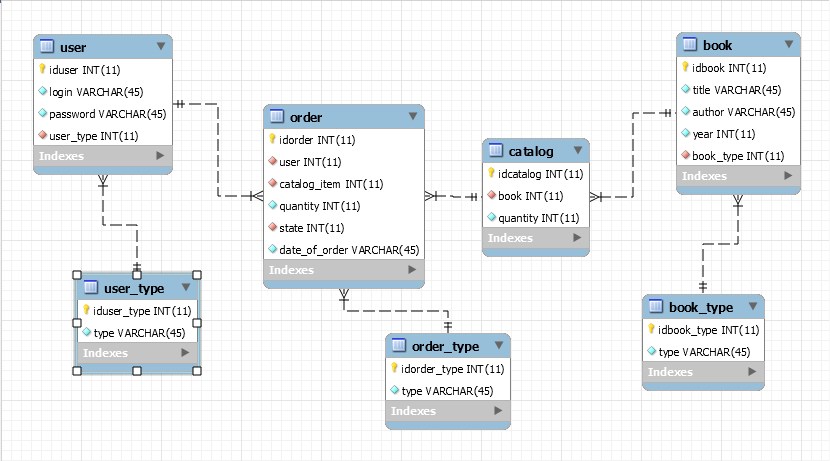 user
iduser INT(11)
login VARCHAR(45)
password VARCHAR(45)
user_type INT(11)
Indexes
user_type
iduser_type INT(11)
type VARCHAR(45)
Indexes
order
idorder INT(11)
user INT(11)
catalog_item INT(11)
quantity INT(11)
state INT(11)
date_of_order VARCHAR(45)
Indexes
order_type
idorder_type INT(11)
type VARCHAR(45)
Indexes
catalog
idcatalog INT(11)
book INT(11)
quantity INT(11)
Indexes
book
idbook INT(11)
title VARCHAR(45)
author VARCHAR(45)
year INT(11)
book_type INT(11)
Indexes
book_type
idbook_type INT(11)
type VARCHAR(45)
Indexes